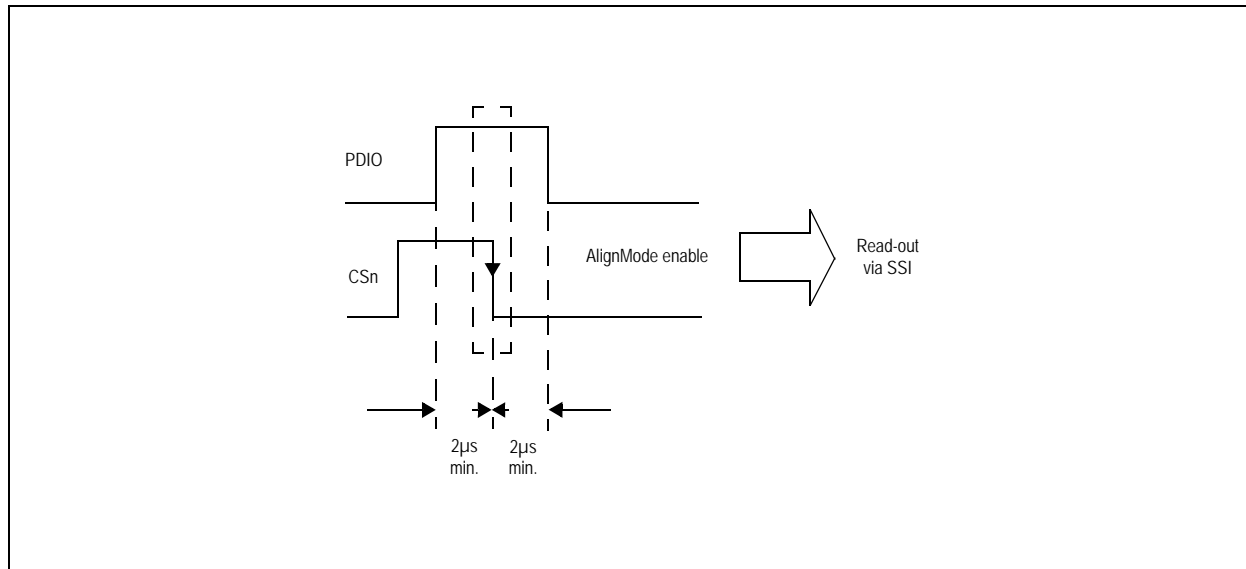 PDIO
CSn
AlignMode enable
Read-out
via SSI
2µs
min.
2µs
min.